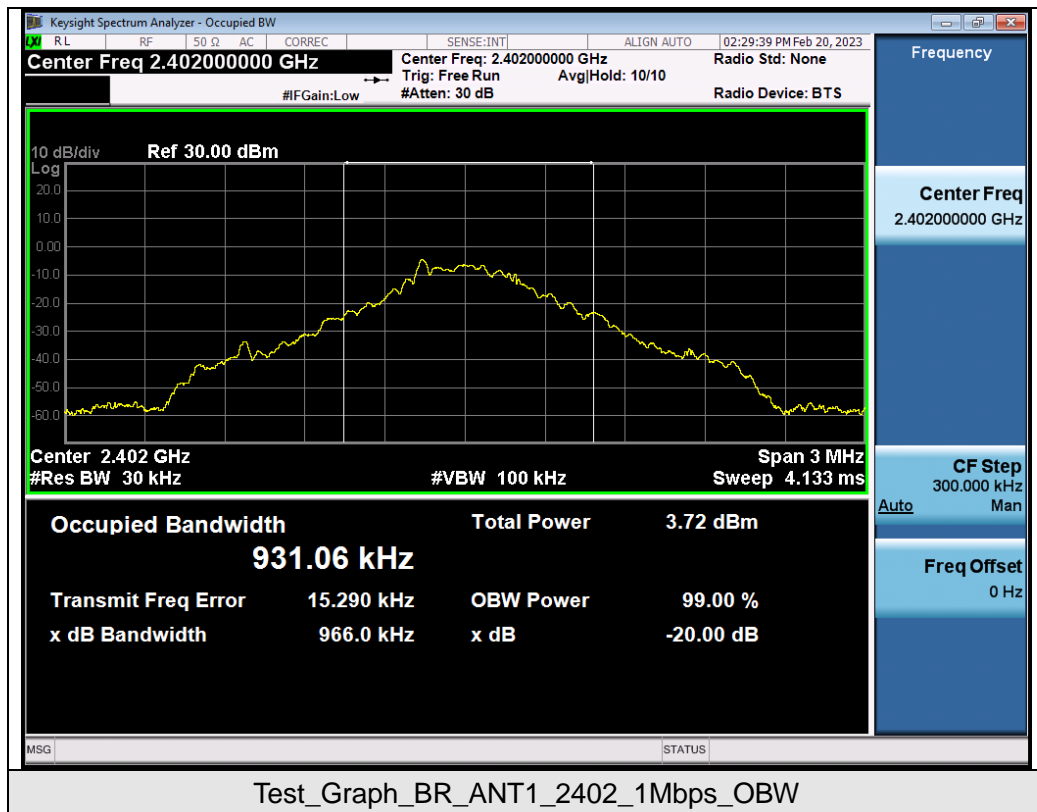 Keysight Spectrum Analyzer - Occupied BW
LXI RL RF 50 Ω AC CORREC SENSE:INT ALIGN AUTO 02:29:39 PM Feb 20, 2023
Center Freq 2.402000000 GHz
Center Freq: 2.402000000 GHz Radio Std: None
Trig: Free Run Avg|Hold: 10/10
#IFGain:Low #Atten: 30 dB Radio Device: BTS
10 dB/div Ref 30.00 dBm
Log
20.0
10.0
0.00
-10.0
-20.0
-30.0
-40.0
-50.0
-60.0
Center 2.402 GHz Span 3 MHz
#Res BW 30 kHz #VBW 100 kHz Sweep 4.133 ms
Occupied Bandwidth Total Power 3.72 dBm
931.06 kHz
Transmit Freq Error 15.290 kHz OBW Power 99.00 %
x dB Bandwidth 966.0 kHz x dB -20.00 dB
Frequency
Center Freq
2.402000000 GHz
CF Step
300.000 kHz
Auto Man
Freq Offset
0 Hz
MSG STATUS
Test_Graph_BR_ANT1_2402_1Mbps_OBW